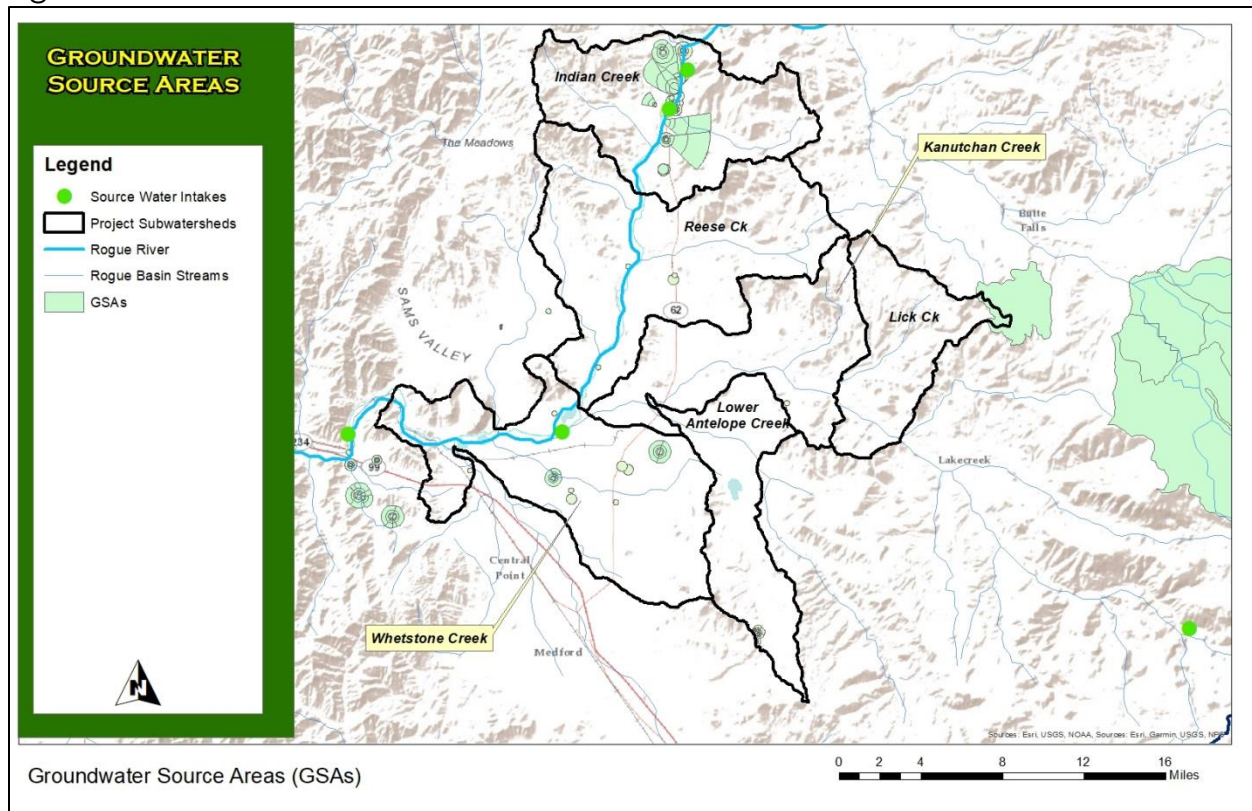 GROUNDWATER
SOURCE AREAS
Legend
Source Water Intakes
Project Subwatersheds
Rogue River
Rogue Basin Streams
GSAs
Indian Creek
The Meadows
Kanutchan Creek
Reese Ck
Butte
Falls
62
Lick Ck
SAMS VALLEY
Lower
Antelope Creek
234
99
Lakecreek
Central
Point
Whetstone Creek
Medford
N
Sources: Esri, USGS, NOAA, Sources: Esri, Garmin, USGS, NPS
Groundwater Source Areas (GSAs)
0 2 4 8 12 16
Miles